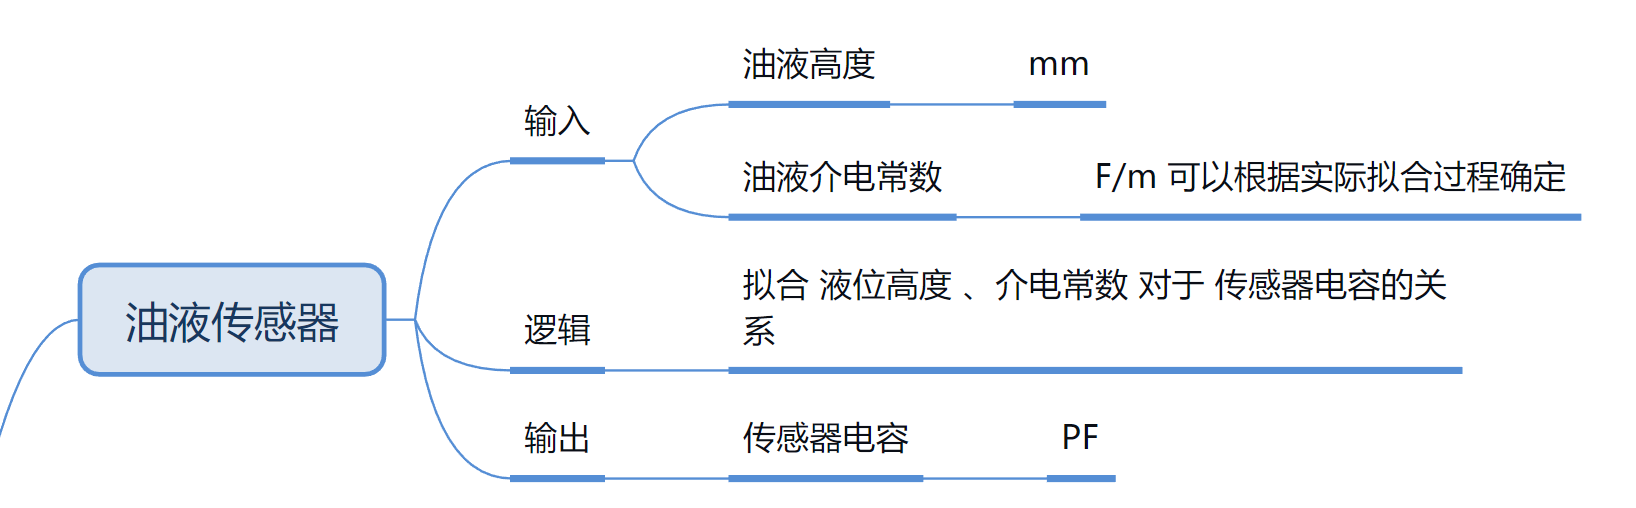 油液高度
mm
输入
油液介电常数
F/m 可以根据实际拟合过程确定
油液传感器
拟合 液位高度 、介电常数 对于 传感器电容的关
系
逻辑
输出
传感器电容
PF